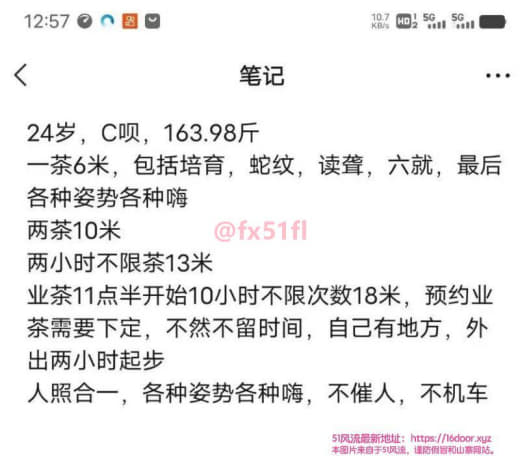 12:57
10.7 KB/s HD 1 2 5G 5G
笔记
24岁，C呗，163.98斤
一茶6米，包括培育，蛇纹，读聋，六就，最后
各种姿势各种嗨
两茶10米
@fx51fl
两小时不限茶13米
业茶11点半开始10小时不限次数18米，预约业
茶需要下定，不然不留时间，自己有地方，外
出两小时起步
人照合一，各种姿势各种嗨，不催人，不机车
51风流最新地址：https://16door.xyz
本图片来自于51风流，谨防假冒和山寨网站。